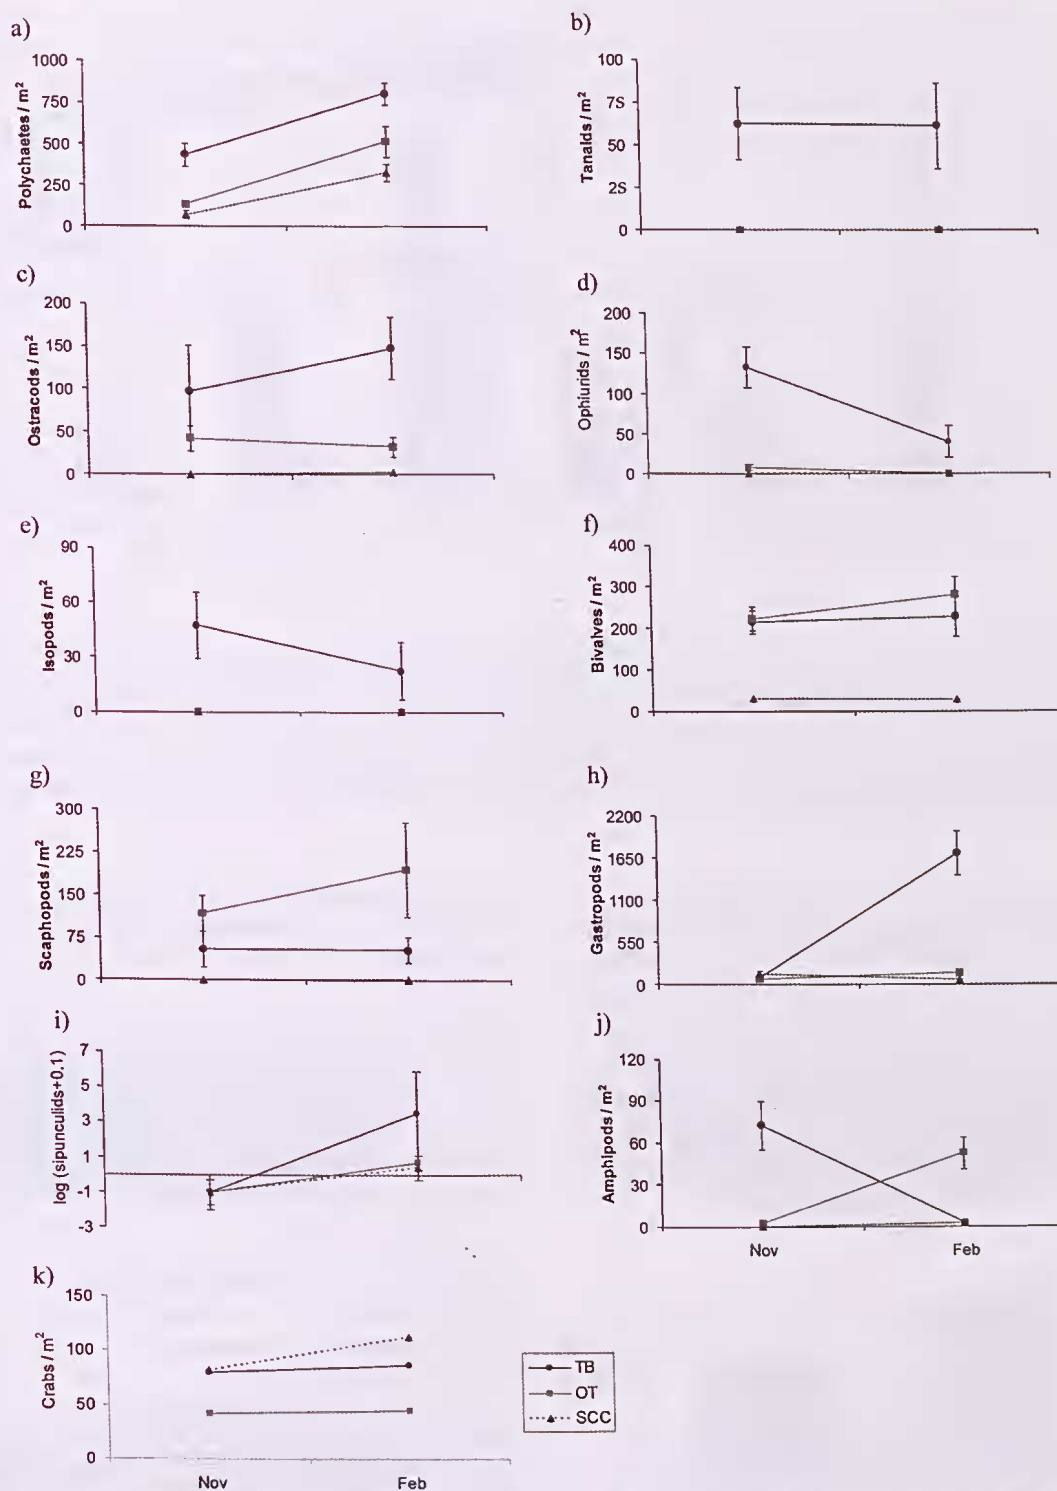 a)
Polychaetes / m²
1000
750
500
250
0
b)
Tanaids / m²
100
7S
50
2S
0
c)
Ostracods / m²
200
150
100
50
0
d)
Ophiurids / m²
200
150
100
50
0
e)
Isopods / m²
90
60
30
0
f)
Bivalves / m²
400
300
200
100
0
g)
Scaphopods / m²
300
225
150
75
0
h)
Gastropods / m²
2200
1650
1100
550
0
i)
log (sipunculids+0.1)
7
5
3
1
-1
-3
j)
Amphipods / m²
120
90
60
30
0
Nov Feb
k)
Crabs / m²
150
100
50
0
Nov Feb
TB
OT
SCC